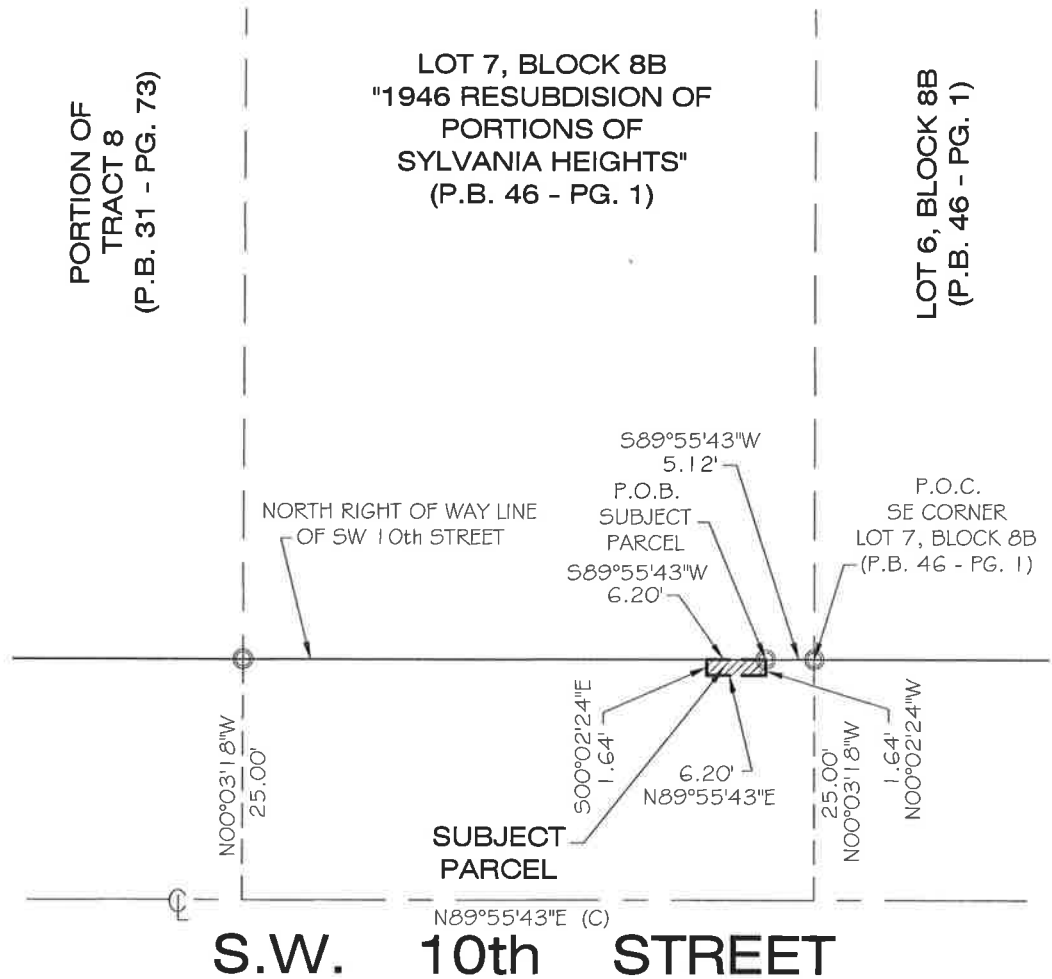 PORTION OF
TRACT 8
(P.B. 31 - PG. 73)
LOT 7, BLOCK 8B
"1946 RESUBDISION OF
PORTIONS OF
SYLVANIA HEIGHTS"
(P.B. 46 - PG. 1)
LOT 6, BLOCK 8B
(P.B. 46 - PG. 1)
NORTH RIGHT OF WAY LINE
OF SW 10th STREET
S89°55'43"W
5.12'
P.O.B.
SUBJECT
PARCEL
S89°55'43"W
6.20'
P.O.C.
SE CORNER
LOT 7, BLOCK 8B
(P.B. 46 - PG. 1)
N00°03'18"W
25.00'
S00°02'24"E
1.64'
6.20'
N89°55'43"E
25.00'
N00°03'18"W
1.64'
N00°02'24"W
SUBJECT
PARCEL
CL
N89°55'43"E (C)
S.W. 10th STREET